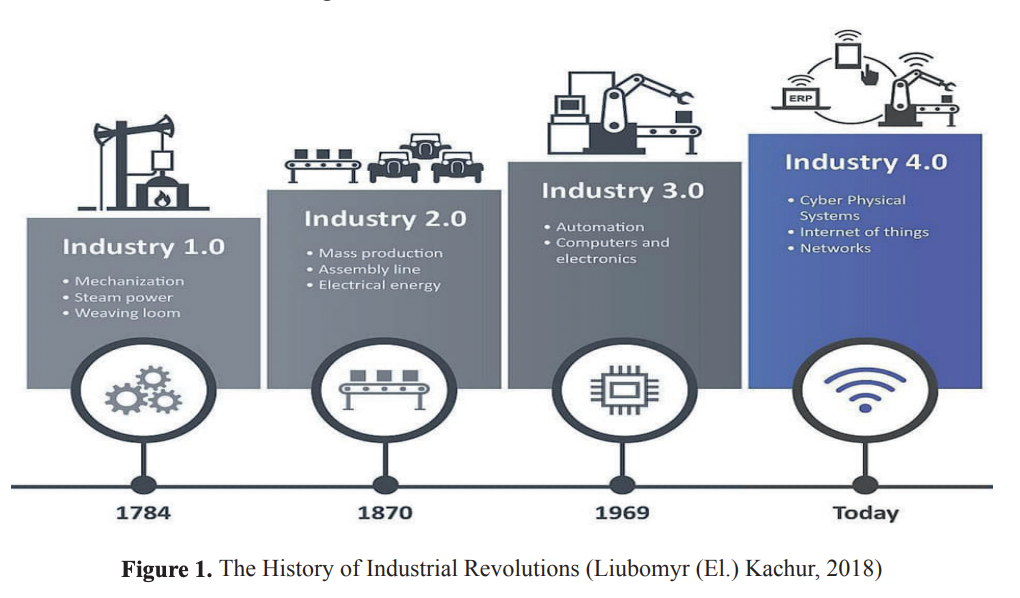 ERP
Industry 1.0
• Mechanization
• Steam power
• Weaving loom
Industry 2.0
• Mass production
• Assembly line
• Electrical energy
Industry 3.0
• Automation
• Computers and
electronics
Industry 4.0
• Cyber Physical
Systems
• Internet of things
• Networks
1784
1870
1969
Today
Figure 1. The History of Industrial Revolutions (Liubomyr (El.) Kachur, 2018)